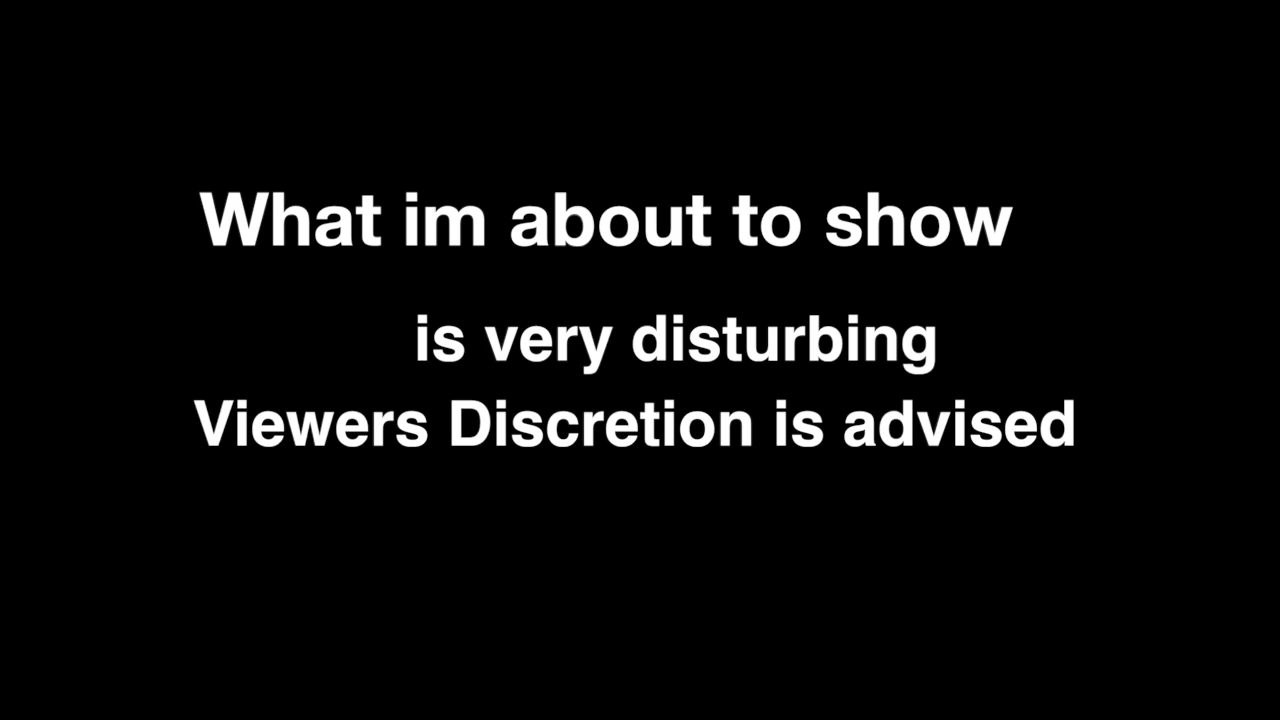 What im about to show
is very disturbing
Viewers Discretion is advised